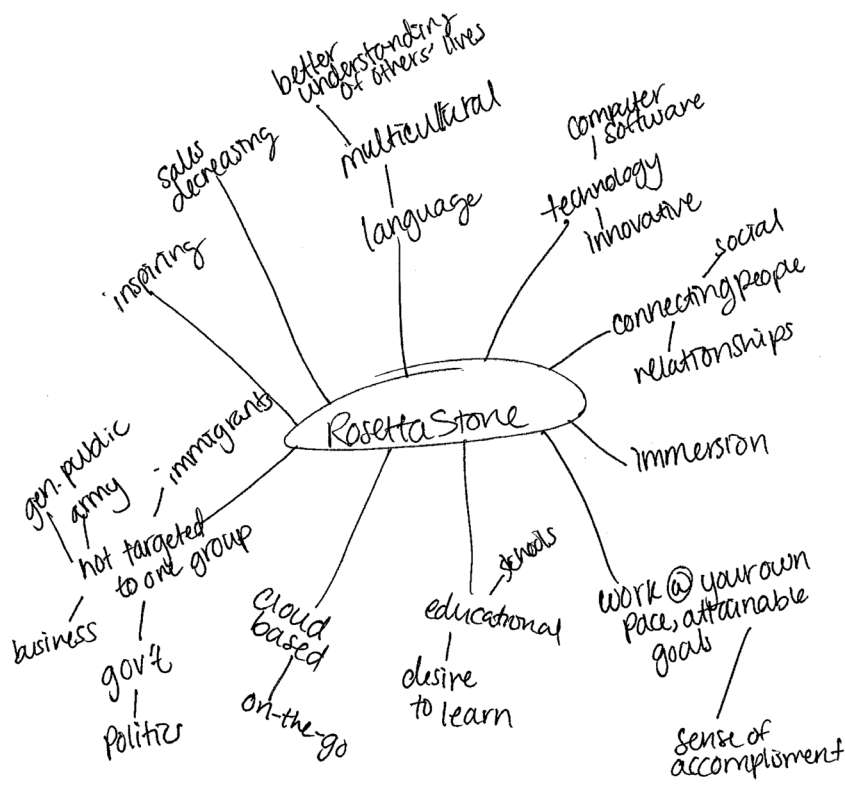 better
understanding
of others' lives
multicultural
language
computer
software
technology
innovative
sales
decreasing
inspiring
social
connecting people
relationships
Rosetta Stone
immersion
immigrants
gen. public
army
not targeted
to one group
business
gov't
politics
cloud
based
on-the-go
schools
educational
desire
to learn
work @ your own
pace, attainable
goals
sense of
accomplisment